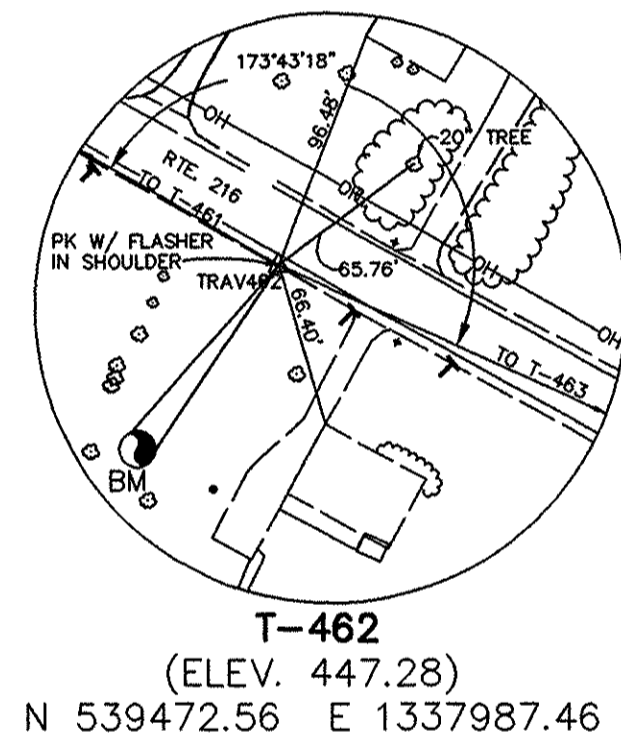 173°43'18"
96.48'
OH
20" TREE
RTE. 216
OH
TO T-461
PK W/ FLASHER
IN SHOULDER
TRAV462
65.76'
OH
66.40'
OH
TO T-463
BM
T-462
(ELEV. 447.28)
N 539472.56 E 1337987.46